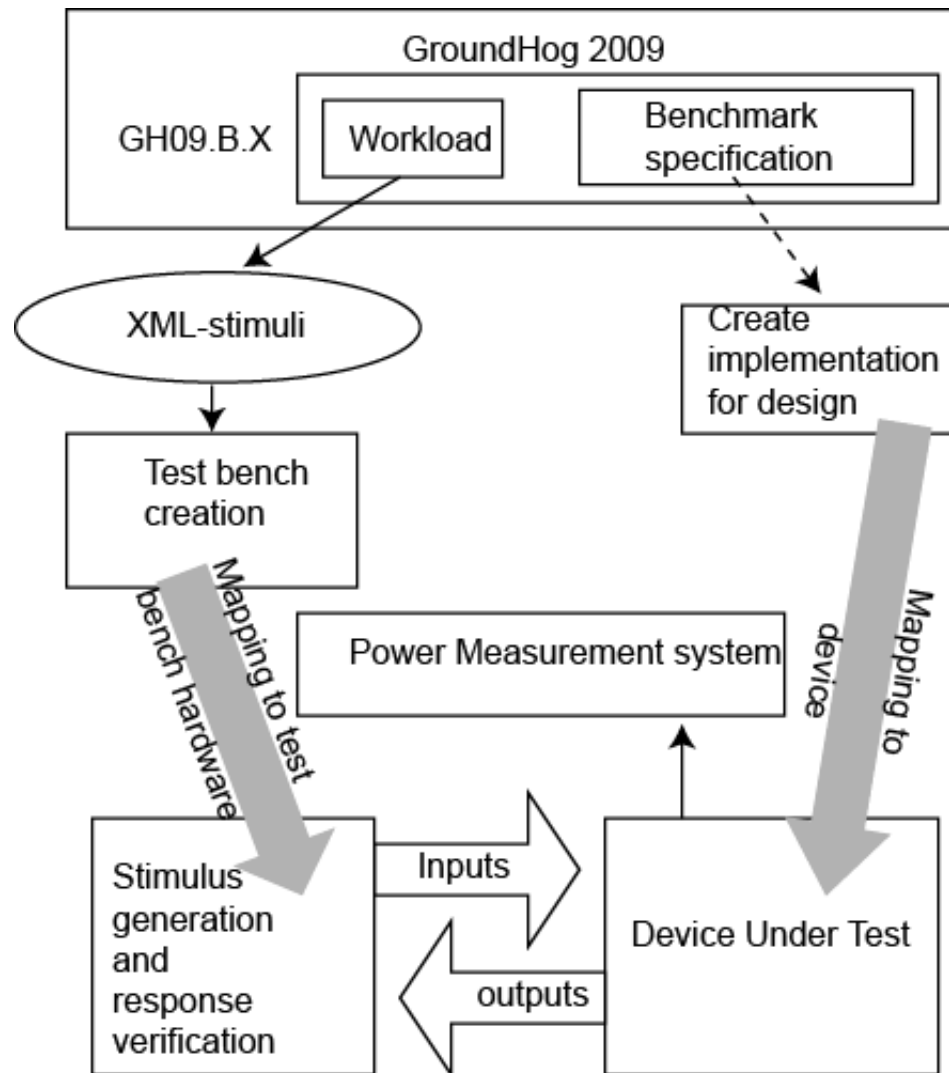 GroundHog 2009
GH09.B.X
Workload
Benchmark
specification
XML-stimuli
Create
implementation
for design
Test bench
creation
Mapping to test
bench hardware
Power Measurement system
Mapping to
device
Stimulus
generation
and
response
verification
Inputs
outputs
Device Under Test